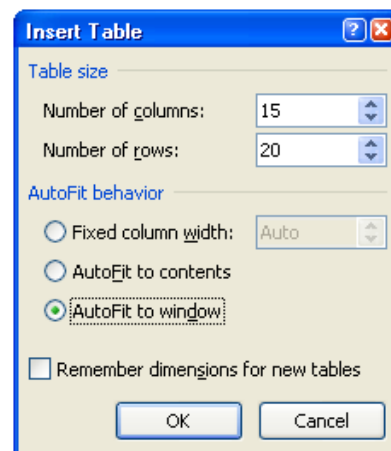 Insert Table
Table size
Number of columns: 15
Number of rows: 20
AutoFit behavior
Fixed column width: Auto
AutoFit to contents
AutoFit to window
Remember dimensions for new tables
OK Cancel